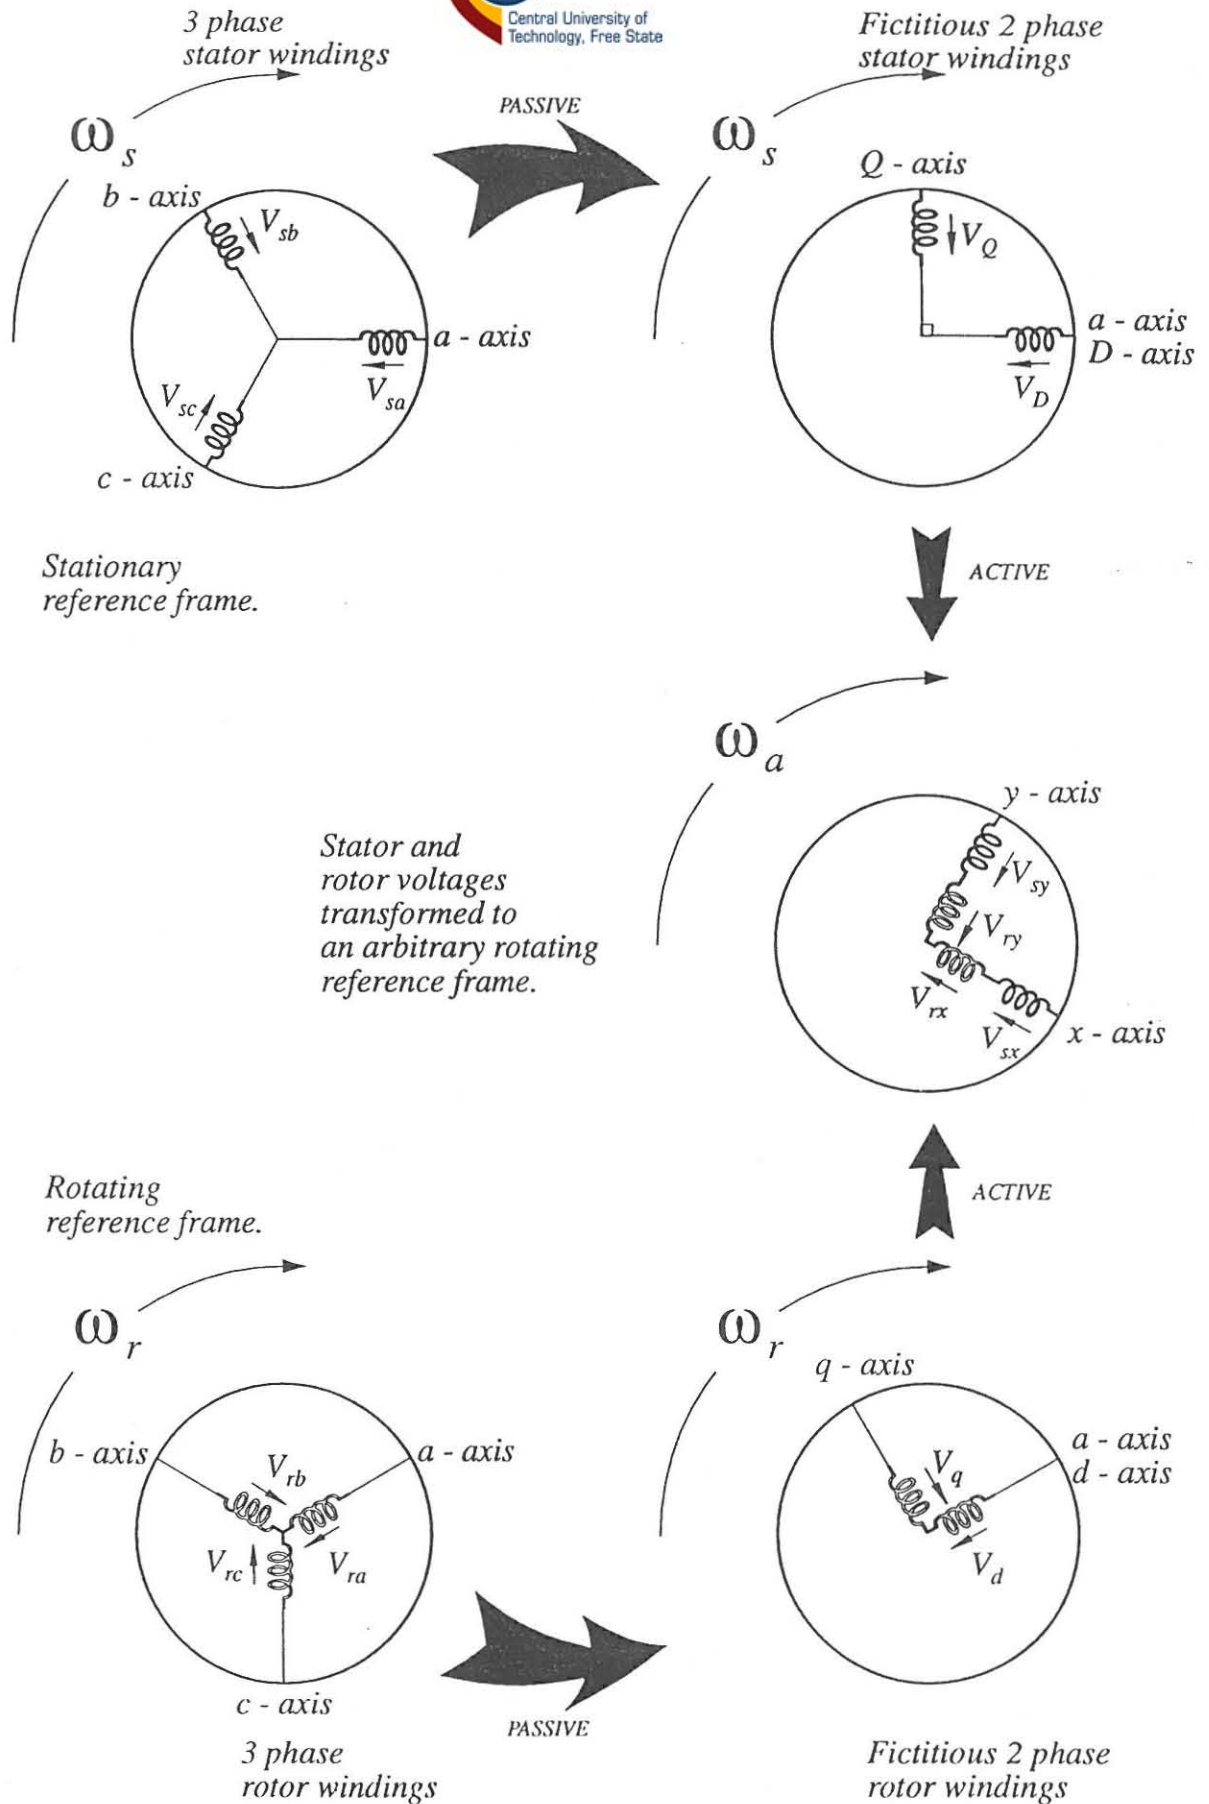 3 phase
stator windings
Central University of
Technology, Free State
Fictitious 2 phase
stator windings
PASSIVE
ω s
ω s
b - axis
V sb
a - axis
V sa
V sc
c - axis
Q - axis
V Q
a - axis
D - axis
V D
Stationary
reference frame.
ACTIVE
ω a
Stator and
rotor voltages
transformed to
an arbitrary rotating
reference frame.
y - axis
V sy
V ry
V rx
V sx
x - axis
Rotating
reference frame.
ACTIVE
ω r
ω r
b - axis
V rb
a - axis
V rc
V ra
c - axis
q - axis
V q
a - axis
d - axis
V d
PASSIVE
3 phase
rotor windings
Fictitious 2 phase
rotor windings